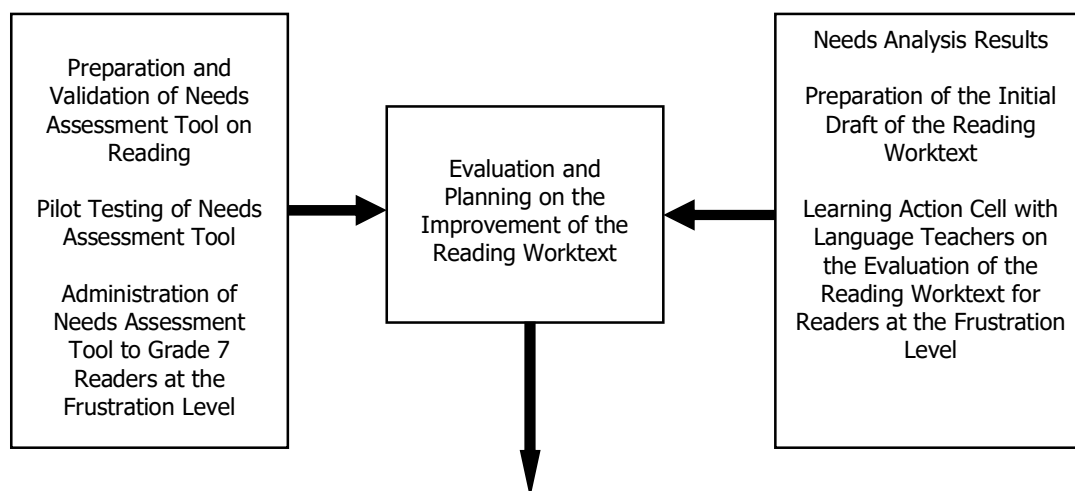 Preparation and
Validation of Needs
Assessment Tool on
Reading
Pilot Testing of Needs
Assessment Tool
Administration of
Needs Assessment
Tool to Grade 7
Readers at the
Frustration Level
Evaluation and
Planning on the
Improvement of the
Reading Worktext
Needs Analysis Results
Preparation of the Initial
Draft of the Reading
Worktext
Learning Action Cell with
Language Teachers on
the Evaluation of the
Reading Worktext for
Readers at the Frustration
Level